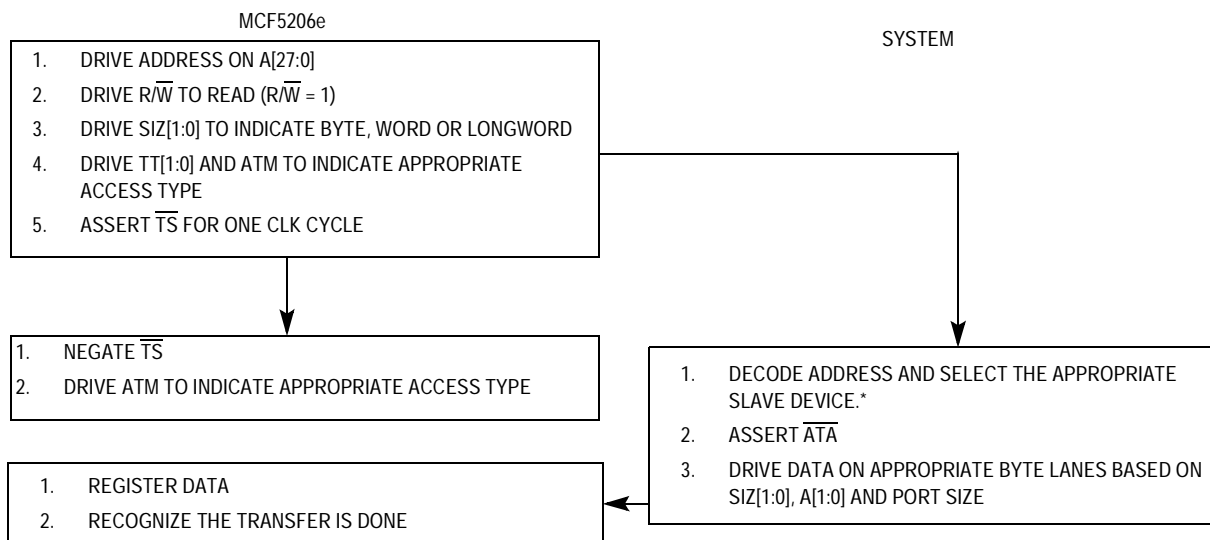 MCF5206e
SYSTEM
1. DRIVE ADDRESS ON A[27:0]
2. DRIVE R/W̅ TO READ (R/W̅ = 1)
3. DRIVE SIZ[1:0] TO INDICATE BYTE, WORD OR LONGWORD
4. DRIVE TT[1:0] AND ATM TO INDICATE APPROPRIATE
ACCESS TYPE
5. ASSERT T̅S̅ FOR ONE CLK CYCLE
1. NEGATE T̅S̅
2. DRIVE ATM TO INDICATE APPROPRIATE ACCESS TYPE
1. DECODE ADDRESS AND SELECT THE APPROPRIATE
SLAVE DEVICE.*
2. ASSERT A̅T̅A̅
3. DRIVE DATA ON APPROPRIATE BYTE LANES BASED ON
SIZ[1:0], A[1:0] AND PORT SIZE
1. REGISTER DATA
2. RECOGNIZE THE TRANSFER IS DONE